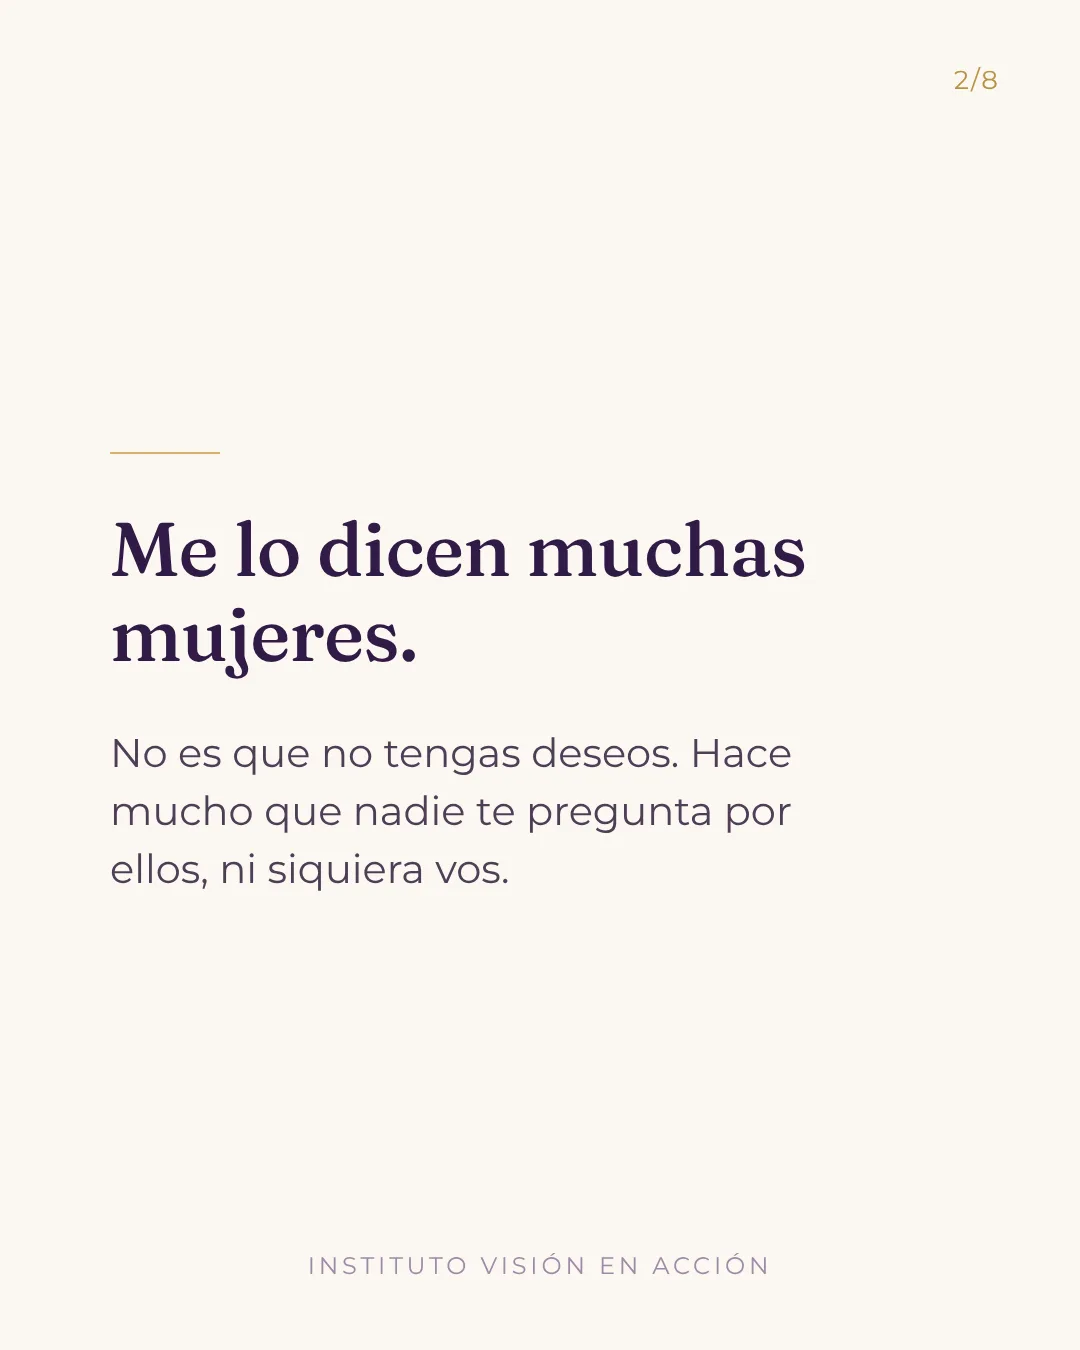 2/8
Me lo dicen muchas
mujeres.
No es que no tengas deseos. Hace
mucho que nadie te pregunta por
ellos, ni siquiera vos.
INSTITUTO VISIÓN EN ACCIÓN